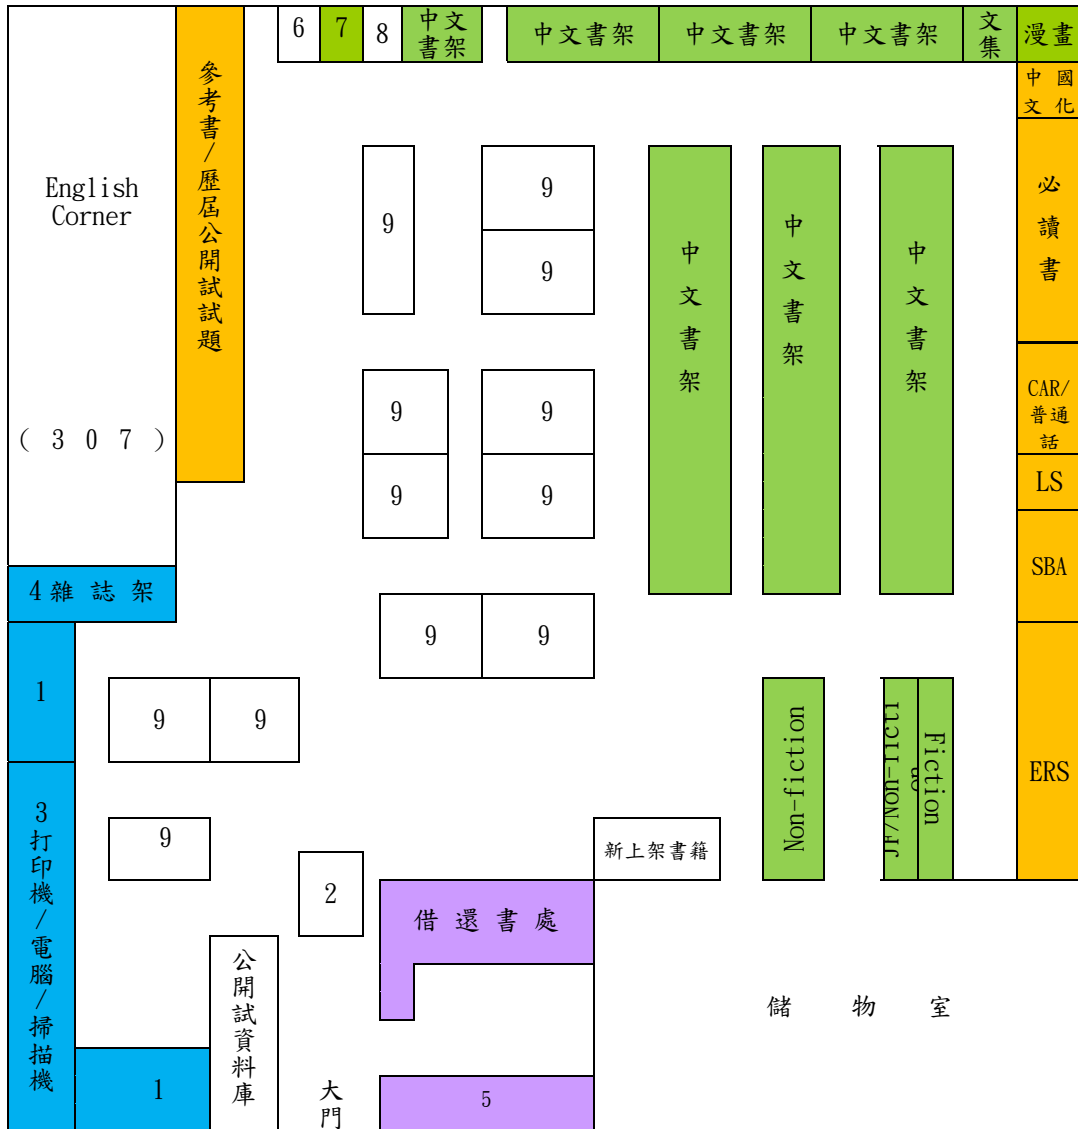 6
7
8
中文
書架
中文書架
中文書架
中文書架
文
集
漫畫
中國
文化
參考書/歷屆公開試試題
English
Corner
(307)
9
9
9
中文書架
中文書架
中文書架
必讀書
9
9
9
9
CAR/
普通
話
LS
SBA
4雜誌架
9
9
1
9
9
Non-fiction
Fiction
ERS
3
打印機/電腦/掃描機
9
新上架書籍
2
借還書處
公開試資料庫
儲物室
1
大門
5